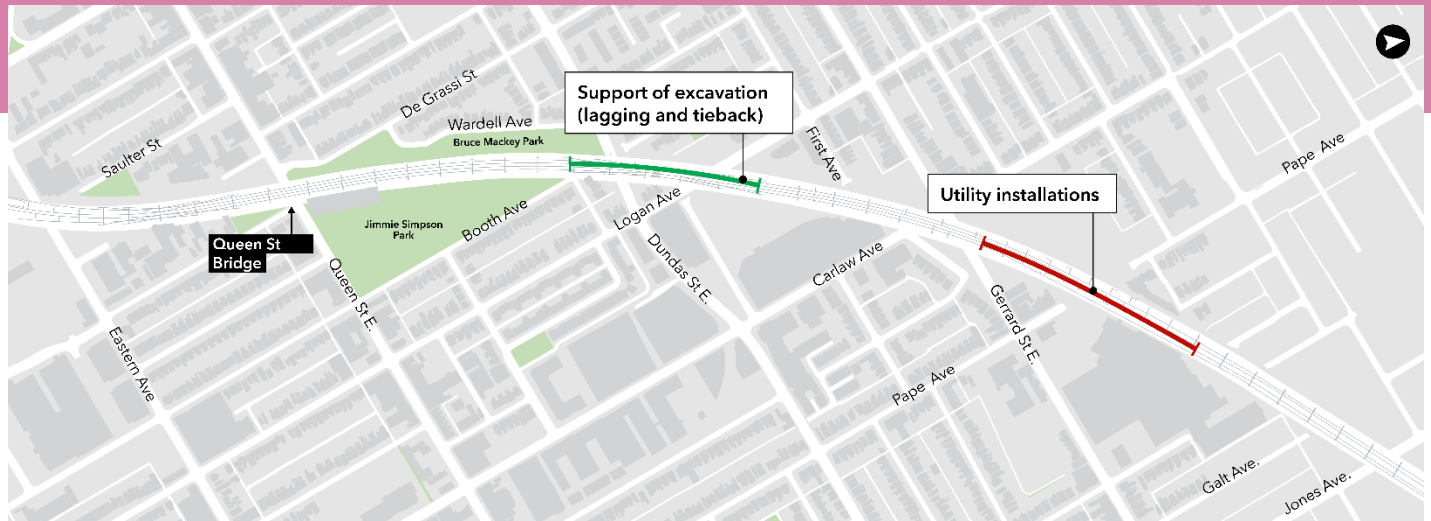 De Grassi St
Support of excavation
(lagging and tieback)
Wardell Ave
Bruce Mackey Park
First Ave
Pape Ave
Saulter St
Utility installations
Logan Ave
Booth Ave
Jimmie Simpson
Park
Queen St
Bridge
Carlaw Ave
Dundas St E.
Queen St E.
Gerrard St E.
Eastern Ave
Pape Ave
Galt Ave.
Jones Ave.